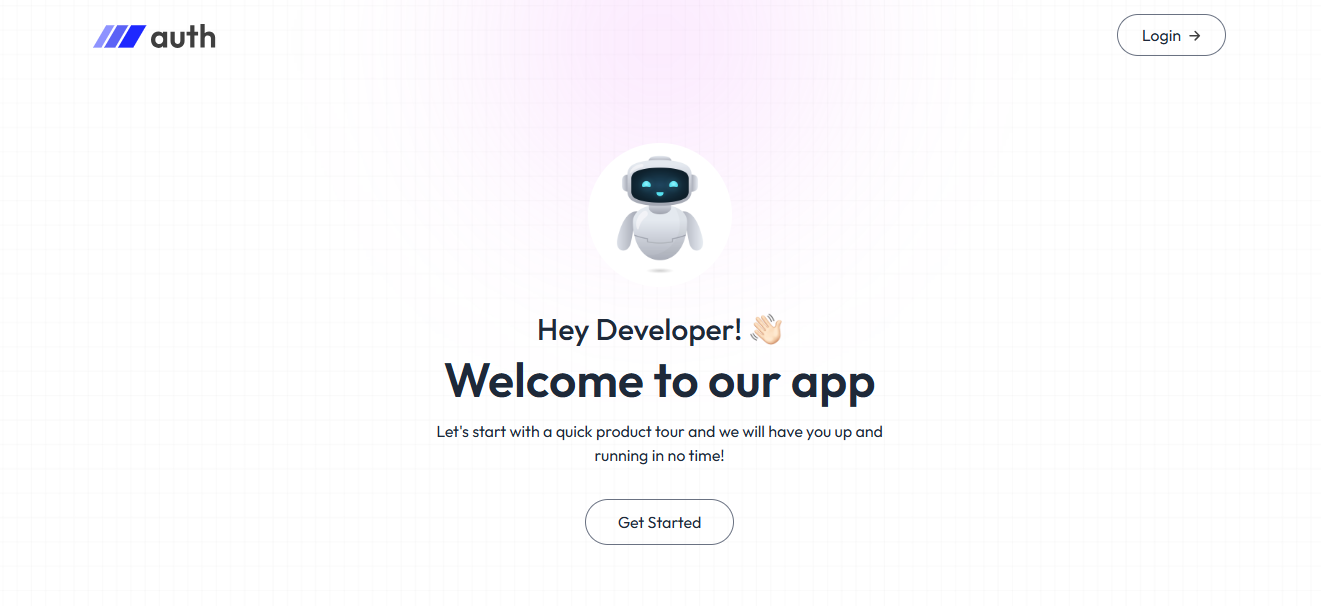 auth
Login →
Hey Developer! 👋🏻
Welcome to our app
Let's start with a quick product tour and we will have you up and
running in no time!
Get Started